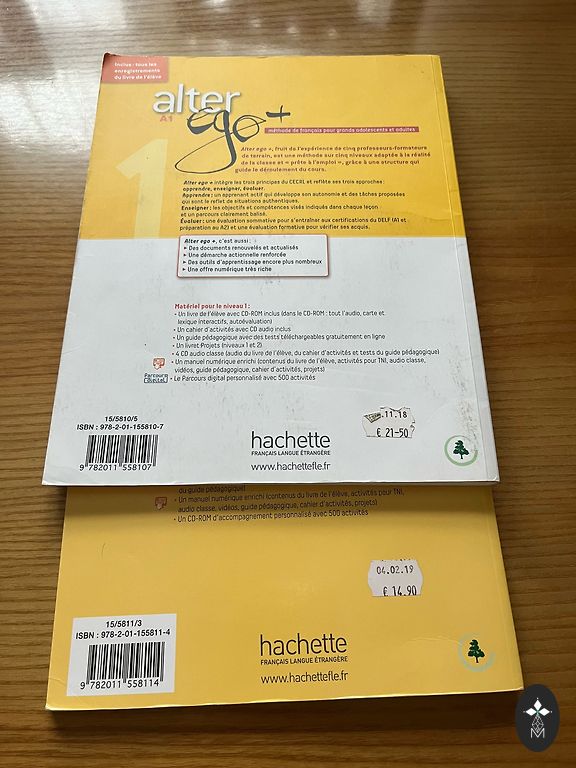 Inclus : tous les
enregistrements
du livre de l'élève
alter
ego+
A1
1
méthode de français pour grands adolescents et adultes
Alter ego +, fruit de l'expérience de cinq professeurs-formateurs
de terrain, est une méthode sur cinq niveaux adaptée à la réalité
de la classe et « prête à l'emploi », grâce à une structure qui
guide le déroulement du cours.
Alter ego + intègre les trois principes du CECRL et reflète ses trois approches :
apprendre, enseigner, évaluer.
Apprendre : un apprenant actif qui développe son autonomie et des tâches proposées
qui sont le reflet de situations authentiques.
Enseigner : les objectifs et compétences visés indiqués dans chaque leçon
et un parcours clairement balisé.
Évaluer : une évaluation sommative pour s'entraîner aux certifications du DELF (A1 et
préparation au A2) et une évaluation formative pour vérifier ses acquis.
Alter ego +, c'est aussi :
▸ Des documents renouvelés et actualisés
▸ Une démarche actionnelle renforcée
▸ Des outils d'apprentissage encore plus nombreux
▸ Une offre numérique très riche
Matériel pour le niveau 1 :
• Un livre de l'élève avec CD-ROM inclus (dans le CD-ROM : tout l'audio, carte et
lexique interactifs, autoévaluation)
• Un cahier d'activités avec CD audio inclus
• Un guide pédagogique avec des tests téléchargeables gratuitement en ligne
• Un livret Projets (niveaux 1 et 2)
• 4 CD audio classe (audio du livre de l'élève, du cahier d'activités et tests du guide pédagogique)
• Un manuel numérique enrichi (contenus du livre de l'élève, activités pour TNI, audio classe,
vidéos, guide pédagogique, cahier d'activités, projets)
• Le Parcours digital personnalisé avec 500 activités
Parcours
digital
15/5810/5
ISBN : 978-2-01-155810-7
9 782011 558107
.11.18
€ 21-50
hachette
FRANÇAIS LANGUE ÉTRANGÈRE
www.hachettefle.fr
du guide pédagogique)
• Un manuel numérique enrichi (contenus du livre de l'élève, activités pour TNI,
audio classe, vidéos, guide pédagogique, cahier d'activités, projets)
• Un CD-ROM d'accompagnement personnalisé avec 500 activités
04.02.19
€ 14.90
15/5811/3
ISBN : 978-2-01-155811-4
9 782011 558114
hachette
FRANÇAIS LANGUE ÉTRANGÈRE
www.hachettefle.fr
M